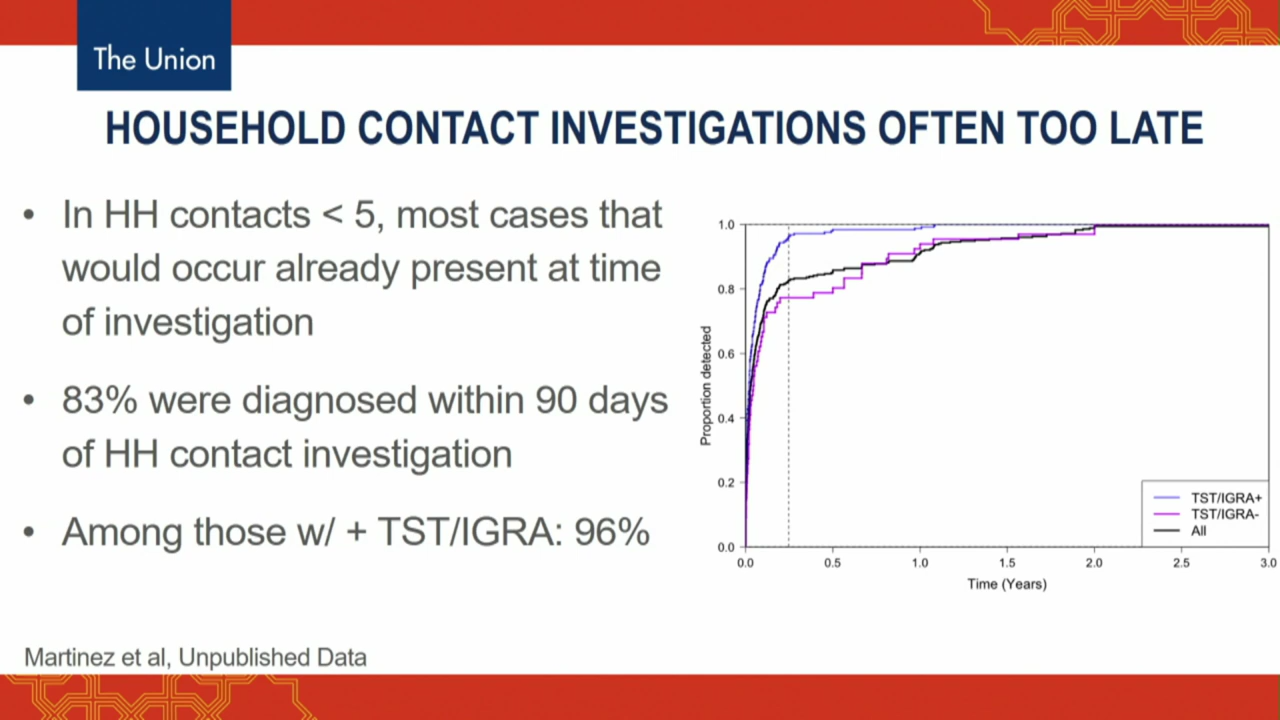 The Union
HOUSEHOLD CONTACT INVESTIGATIONS OFTEN TOO LATE
• In HH contacts < 5, most cases that
would occur already present at time
of investigation
• 83% were diagnosed within 90 days
of HH contact investigation
• Among those w/ + TST/IGRA: 96%
Martinez et al, Unpublished Data
Proportion detected
1.0
0.8
0.6
0.4
0.2
0.0
0.0 0.5 1.0 1.5 2.0 2.5 3.0
Time (Years)
TST/IGRA+
TST/IGRA-
All